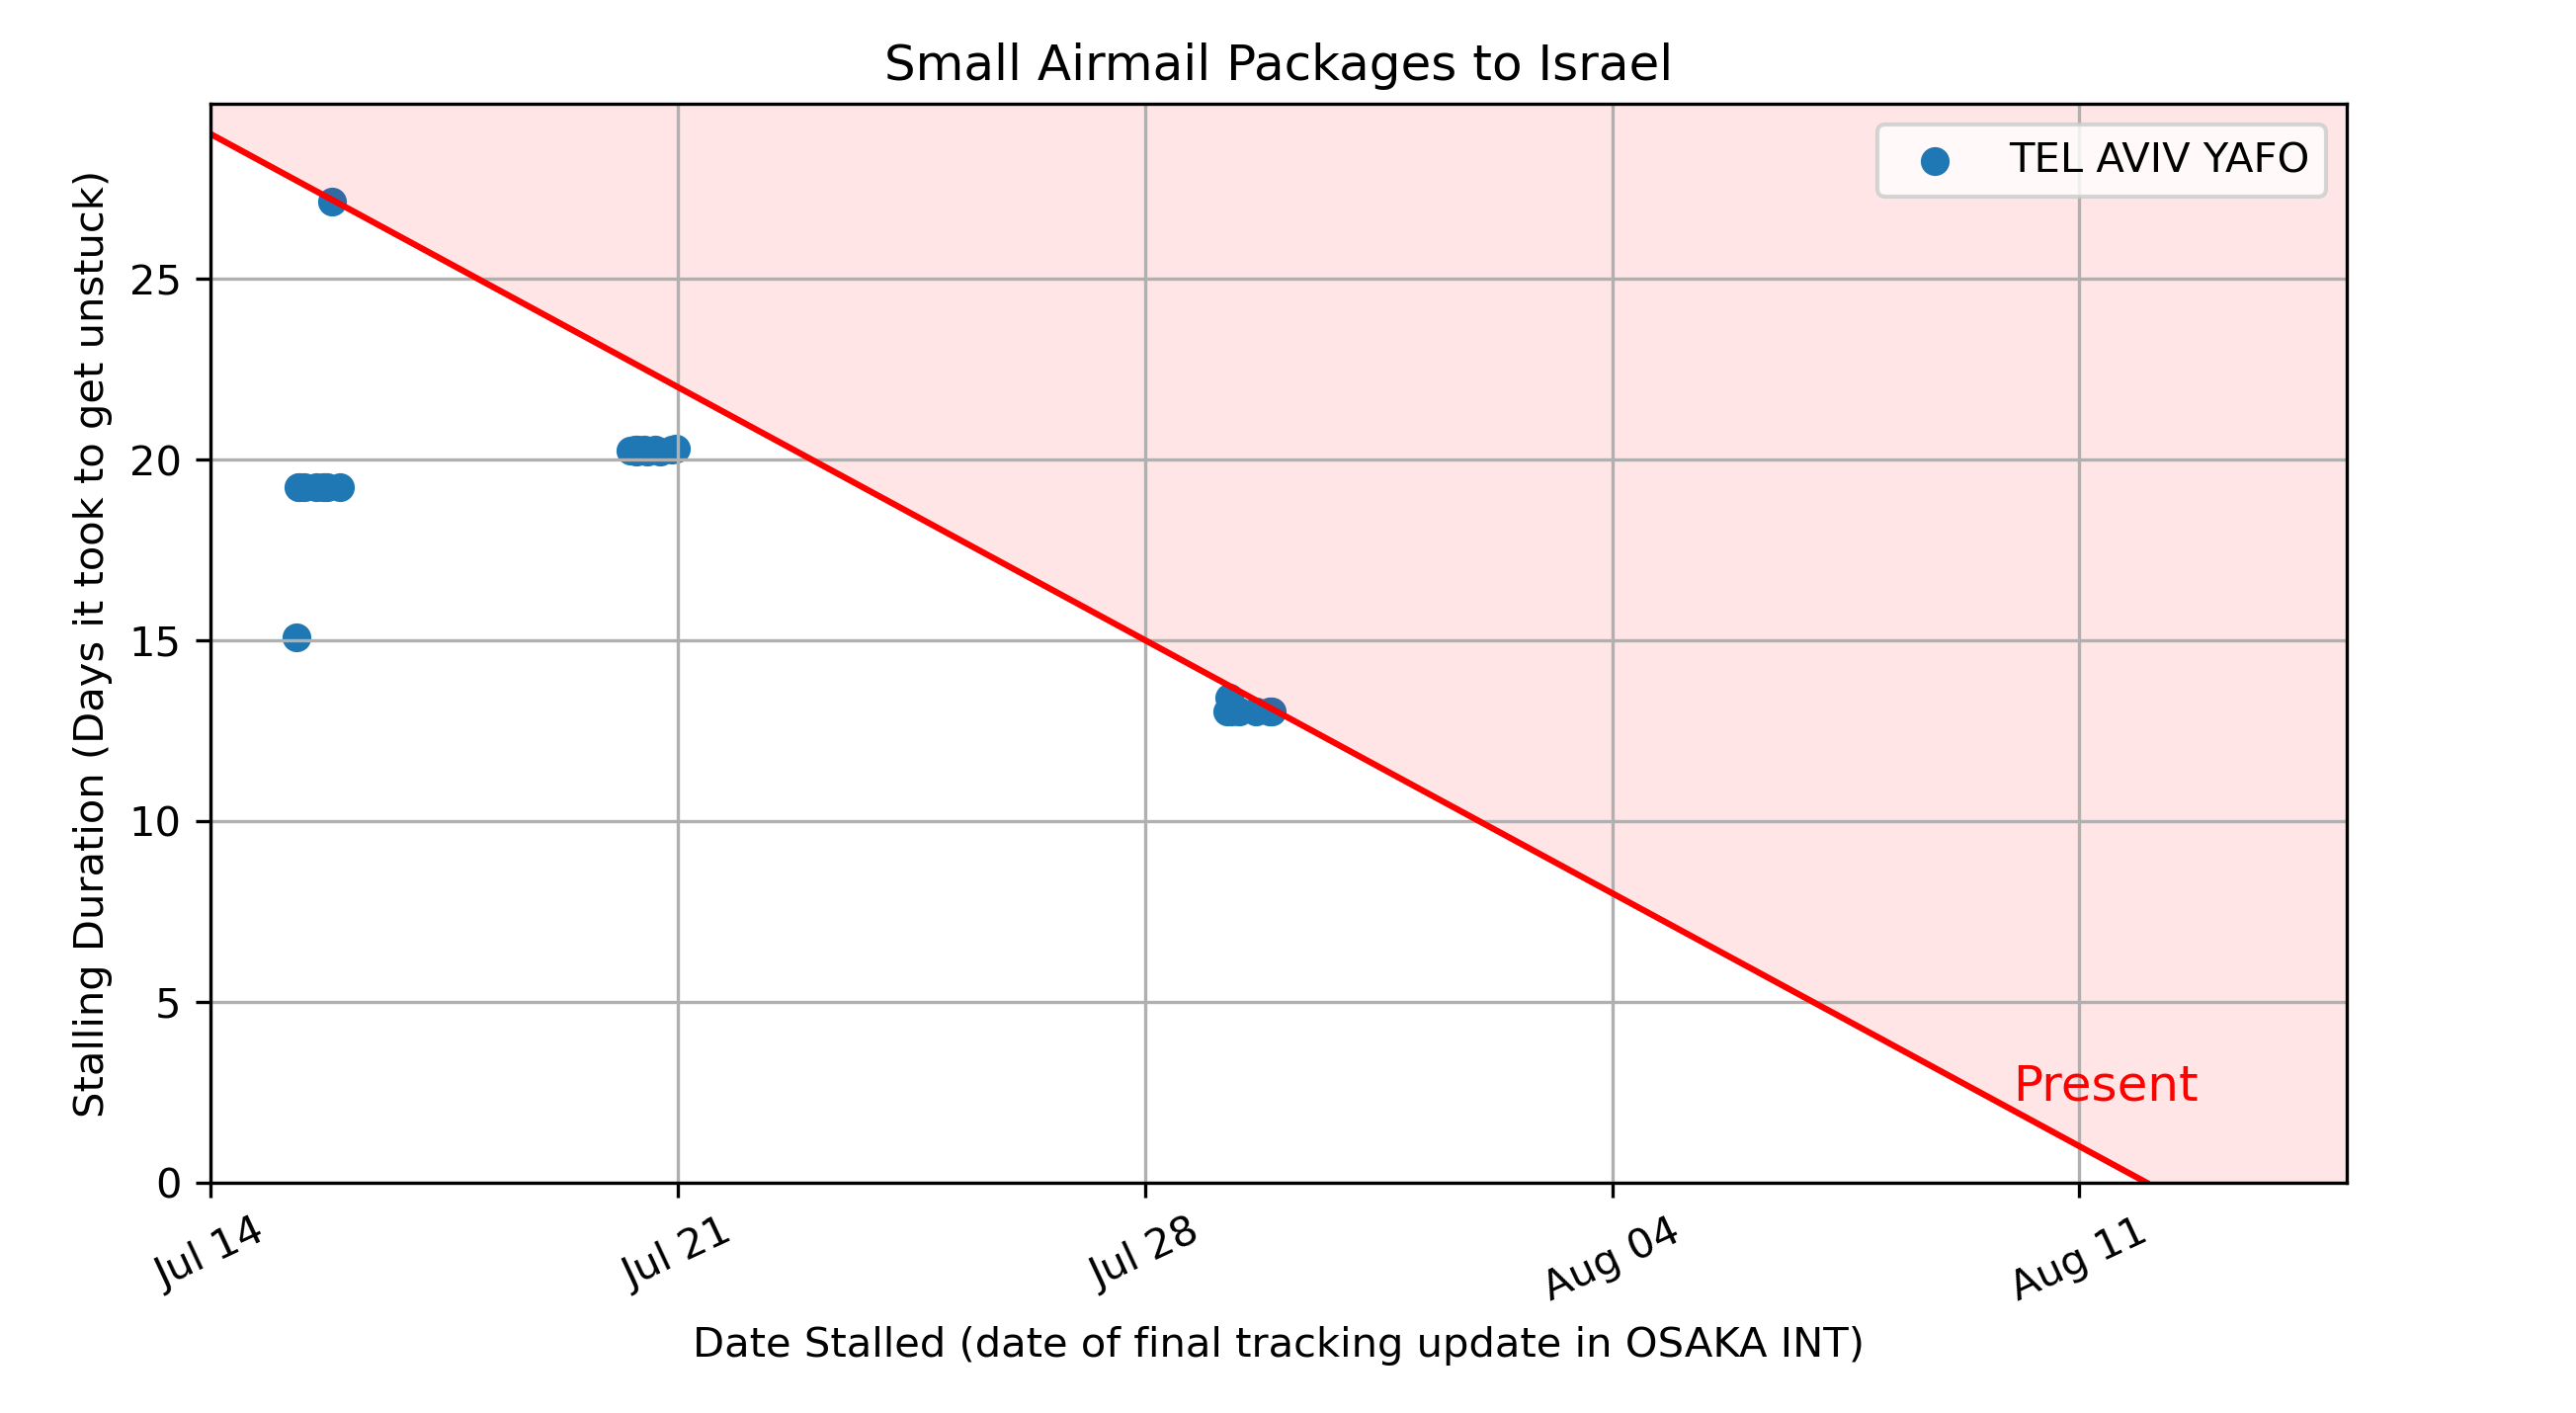 Small Airmail Packages to Israel
TEL AVIV YAFO
Stalling Duration (Days it took to get unstuck)
25
20
15
10
5
0
Present
Jul 14
Jul 21
Jul 28
Aug 04
Aug 11
Date Stalled (date of final tracking update in OSAKA INT)